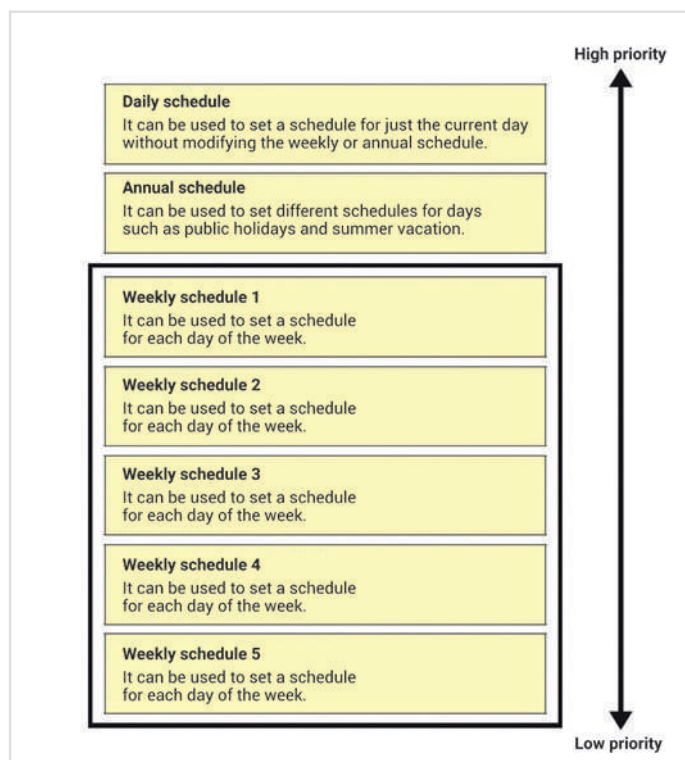 High priority
Daily schedule
It can be used to set a schedule for just the current day
without modifying the weekly or annual schedule.
Annual schedule
It can be used to set different schedules for days
such as public holidays and summer vacation.
Weekly schedule 1
It can be used to set a schedule
for each day of the week.
Weekly schedule 2
It can be used to set a schedule
for each day of the week.
Weekly schedule 3
It can be used to set a schedule
for each day of the week.
Weekly schedule 4
It can be used to set a schedule
for each day of the week.
Weekly schedule 5
It can be used to set a schedule
for each day of the week.
Low priority